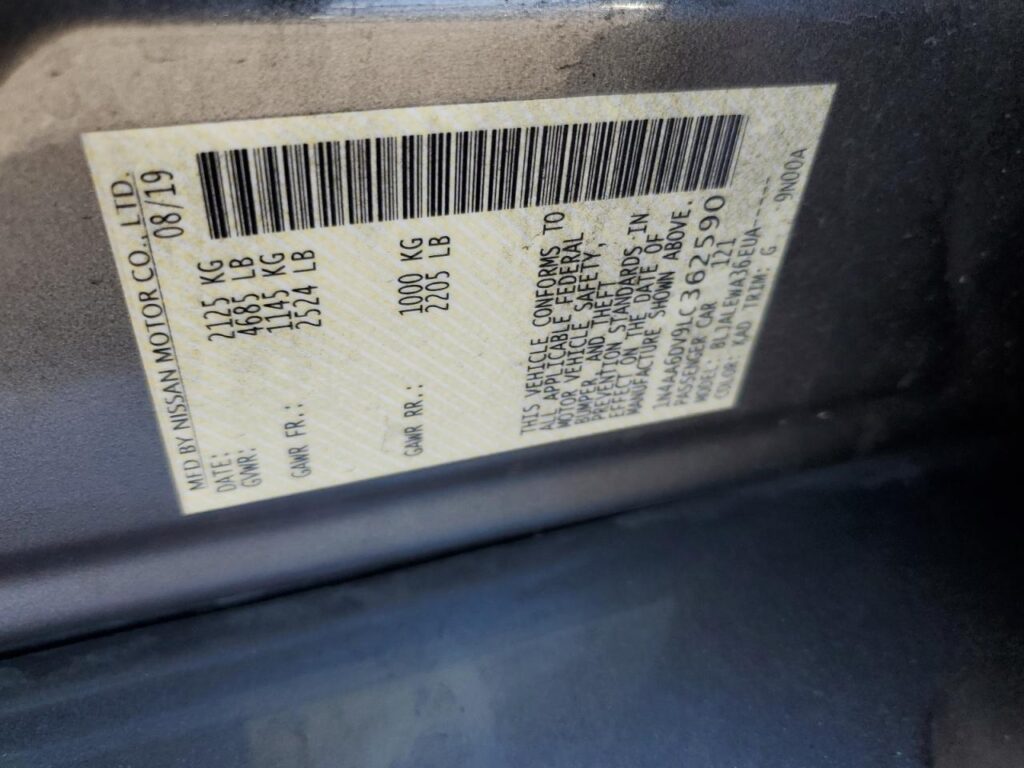 MFD BY NISSAN MOTOR CO., LTD.
DATE: 08/19
GVWR: 2125 KG
4685 LB
GAWR FR.: 1145 KG
2524 LB
GAWR RR.: 1000 KG
2205 LB
THIS VEHICLE CONFORMS TO
ALL APPLICABLE FEDERAL
MOTOR VEHICLE SAFETY,
BUMPER, AND THEFT
PREVENTION STANDARDS IN
EFFECT ON THE DATE OF
MANUFACTURE SHOWN ABOVE.
1N4AA6DV9LC362590
PASSENGER CAR 121
MODEL: BLJALEWA36EUA-----
COLOR: KAD TRIM: G 9N00A